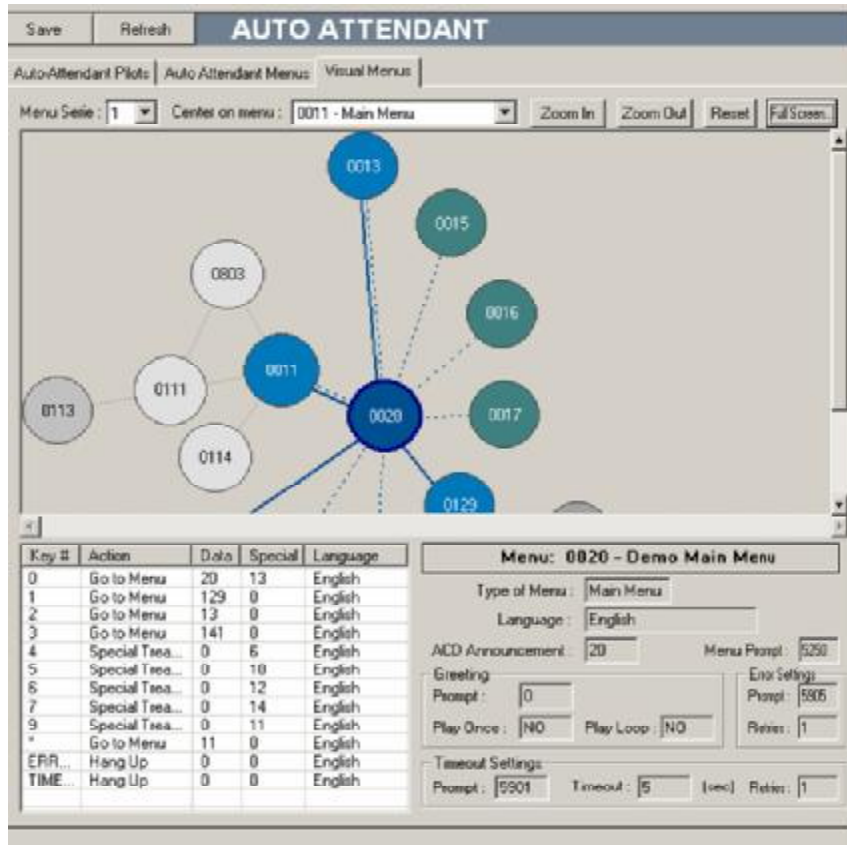 Save Refresh AUTO ATTENDANT
Auto-Attendant Pilots Auto Attendant Menus Visual Menus
Menu Serie : 1 Center on menu : 0011 - Main Menu Zoom In Zoom Out Reset Full Screen...
0013
0015
0803
0016
0011
0111
0113
0020
0017
0114
0129
Key # Action Data Special Language
0 Go to Menu 20 13 English
1 Go to Menu 129 0 English
2 Go to Menu 13 0 English
3 Go to Menu 141 0 English
4 Special Trea... 0 6 English
5 Special Trea... 0 10 English
6 Special Trea... 0 12 English
7 Special Trea... 0 14 English
9 Special Trea... 0 11 English
* Go to Menu 11 0 English
ERR... Hang Up 0 0 English
TIME... Hang Up 0 0 English
Menu: 0020 - Demo Main Menu
Type of Menu : Main Menu
Language : English
ACD Announcement : 20 Menu Prompt : 5250
Greeting Error Settings
Prompt : 0 Prompt : 5905
Play Once : NO Play Loop : NO Retries : 1
Timeout Settings
Prompt : 5901 Timeout : 5 (sec) Retries : 1